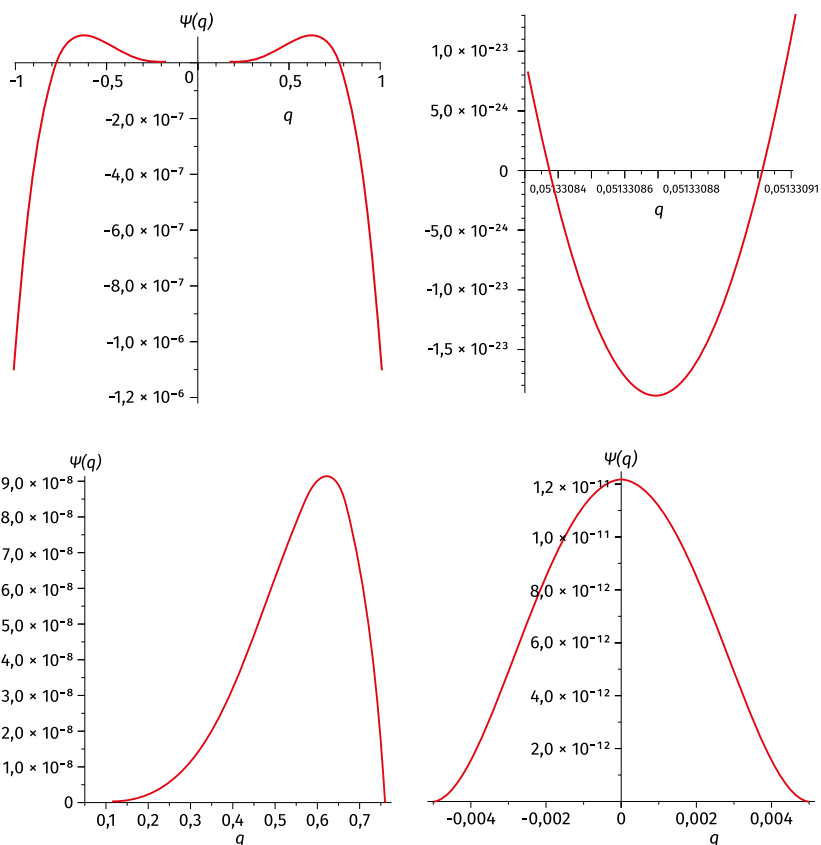 Ψ(q)
-1 -0,5 0 0,5 1
q
-2,0 × 10⁻⁷
-4,0 × 10⁻⁷
-6,0 × 10⁻⁷
-8,0 × 10⁻⁷
-1,0 × 10⁻⁶
-1,2 × 10⁻⁶
1,0 × 10⁻²³
5,0 × 10⁻²⁴
0
0,05133084 0,05133086 0,05133088 0,05133091
q
-5,0 × 10⁻²⁴
-1,0 × 10⁻²³
-1,5 × 10⁻²³
Ψ(q)
9,0 × 10⁻⁸
8,0 × 10⁻⁸
7,0 × 10⁻⁸
6,0 × 10⁻⁸
5,0 × 10⁻⁸
4,0 × 10⁻⁸
3,0 × 10⁻⁸
2,0 × 10⁻⁸
1,0 × 10⁻⁸
0
0,1 0,2 0,3 0,4 0,5 0,6 0,7
q
Ψ(q)
1,2 × 10⁻¹¹
1,0 × 10⁻¹¹
8,0 × 10⁻¹²
6,0 × 10⁻¹²
4,0 × 10⁻¹²
2,0 × 10⁻¹²
-0,004 -0,002 0 0,002 0,004
q